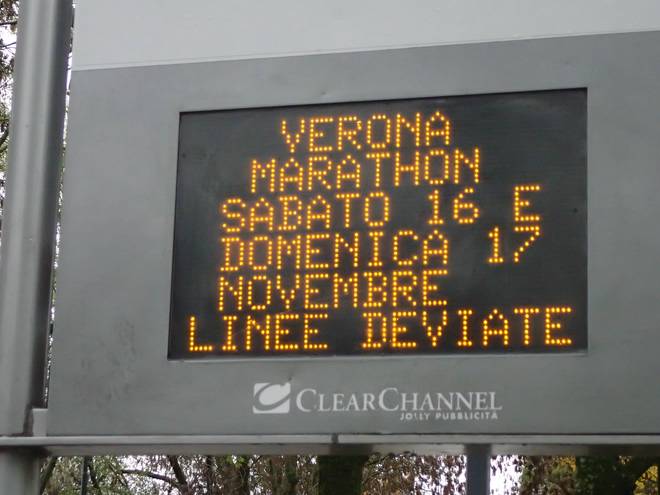 VERONA
MARATHON
SABATO 16 E
DOMENICA 17
NOVEMBRE
LINEE DEVIATE
CLEARCHANNEL
JOLLY PUBBLICITÀ